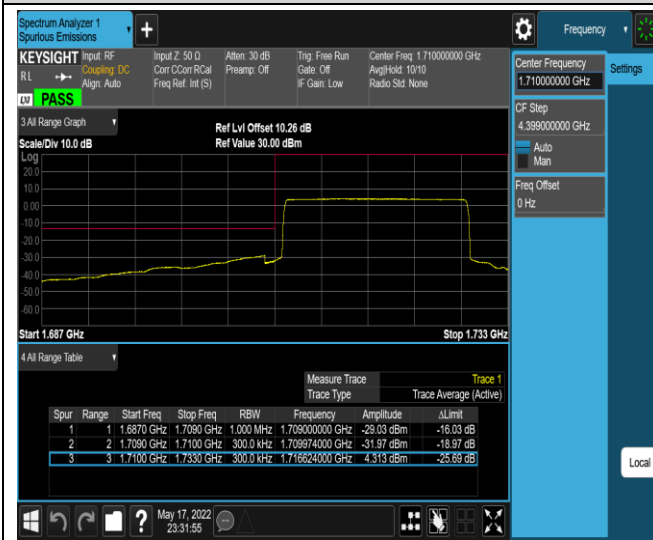 Spectrum Analyzer 1
Spurious Emissions
Frequency
KEYSIGHT Input: RF Input Z: 50 Ω Atten: 30 dB Trig: Free Run Center Freq: 1.710000000 GHz
RL Coupling: DC Corr CCorr RCal Preamp: Off Gate: Off Avg|Hold: 10/10
Align: Auto Freq Ref: Int (S) IF Gain: Low Radio Std: None
LXI PASS
Center Frequency
1.710000000 GHz
Settings
CF Step
4.399000000 GHz
Auto
Man
Freq Offset
0 Hz
3 All Range Graph
Ref Lvl Offset 10.26 dB
Scale/Div 10.0 dB Ref Value 30.00 dBm
Log
20.0
10.0
0.00
-10.0
-20.0
-30.0
-40.0
-50.0
-60.0
Start 1.687 GHz Stop 1.733 GHz
4 All Range Table
Measure Trace Trace 1
Trace Type Trace Average (Active)
Spur Range Start Freq Stop Freq RBW Frequency Amplitude ΔLimit
1 1 1.6870 GHz 1.7090 GHz 1.000 MHz 1.709000000 GHz -29.03 dBm -16.03 dB
2 2 1.7090 GHz 1.7100 GHz 300.0 kHz 1.709974000 GHz -31.97 dBm -18.97 dB
3 3 1.7100 GHz 1.7330 GHz 300.0 kHz 1.716624000 GHz 4.313 dBm -25.69 dB
Local
May 17, 2022
23:31:55